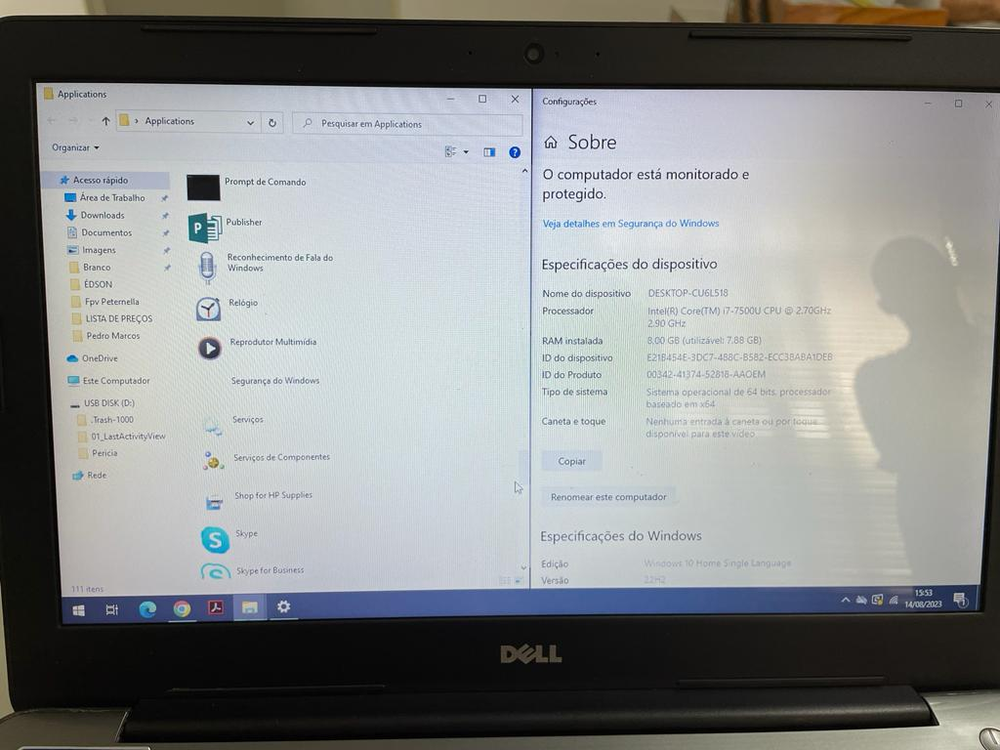 Applications
Applications
Pesquisar em Applications
Organizar
Acesso rápido
Área de Trabalho
Downloads
Documentos
Imagens
Branco
ÉDSON
Fpv Peternella
LISTA DE PREÇOS
Pedro Marcos
OneDrive
Este Computador
USB DISK (D:)
.Trash-1000
01_LastActivityView
Pericia
Rede
Prompt de Comando
Publisher
Reconhecimento de Fala do
Windows
Relógio
Reprodutor Multimídia
Segurança do Windows
Serviços
Serviços de Componentes
Shop for HP Supplies
Skype
Skype for Business
111 itens
Configurações
Sobre
O computador está monitorado e
protegido.
Veja detalhes em Segurança do Windows
Especificações do dispositivo
Nome do dispositivo DESKTOP-CU6L518
Processador Intel(R) Core(TM) i7-7500U CPU @ 2.70GHz
2.90 GHz
RAM instalada 8,00 GB (utilizável: 7,88 GB)
ID do dispositivo E21B454E-3DC7-488C-B582-ECC38ABA1DEB
ID do Produto 00342-41374-52818-AAOEM
Tipo de sistema Sistema operacional de 64 bits, processador
baseado em x64
Caneta e toque Nenhuma entrada à caneta ou por toque
disponível para este vídeo
Copiar
Renomear este computador
Especificações do Windows
Edição Windows 10 Home Single Language
Versão 22H2
15:53
14/08/2023
DELL